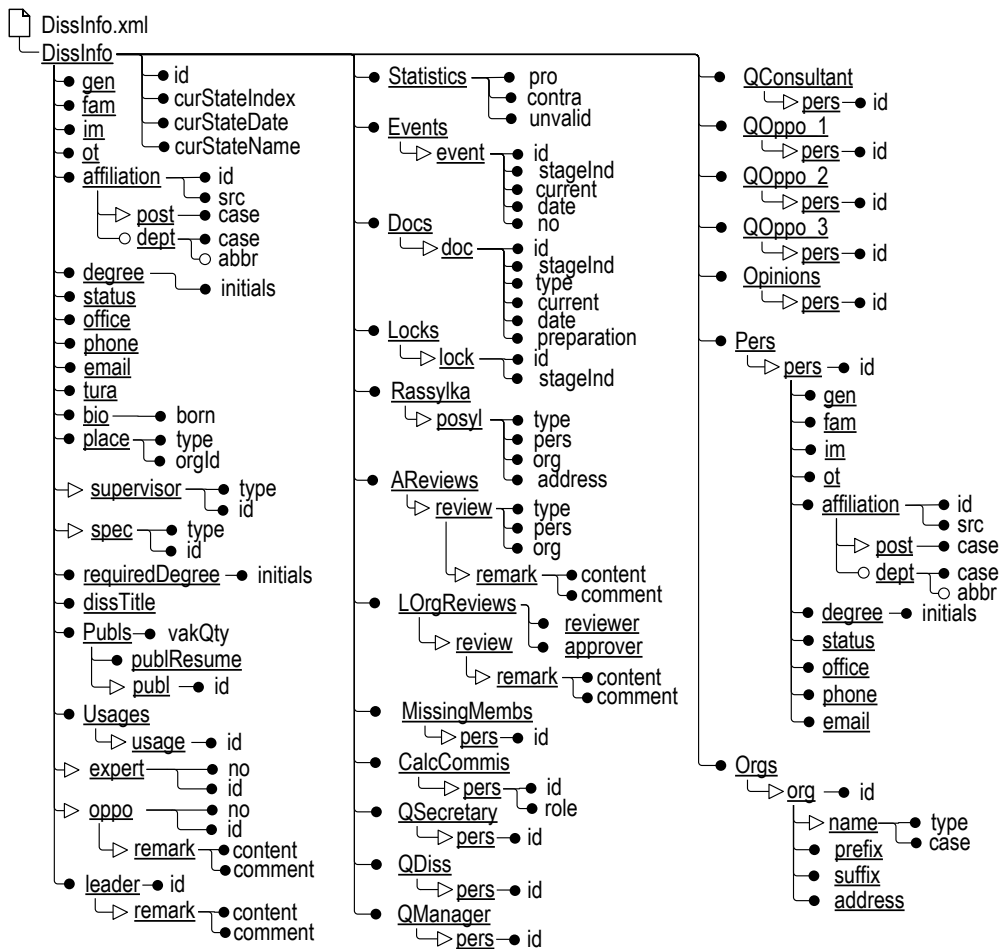 DissInfo.xml
DissInfo
gen
fam
im
ot
id
curStateIndex
curStateDate
curStateName
affiliation
id
src
post
case
dept
case
abbr
degree
initials
status
office
phone
email
tura
bio
born
place
type
orgId
supervisor
type
id
spec
type
id
requiredDegree
initials
dissTitle
Publs
vakQty
publResume
publ
id
Usages
usage
id
expert
no
id
oppo
no
id
remark
content
comment
leader
id
remark
content
comment
Statistics
pro
contra
unvalid
Events
event
id
stageInd
current
date
no
Docs
doc
id
stageInd
type
current
date
preparation
Locks
lock
id
stageInd
Rassylka
posyl
type
pers
org
address
AReviews
review
type
pers
org
remark
content
comment
LOrgReviews
reviewer
approver
review
remark
content
comment
MissingMembs
pers
id
CalcCommis
pers
id
role
QSecretary
pers
id
QDiss
pers
id
QManager
pers
id
QConsultant
pers
id
QOppo_1
pers
id
QOppo_2
pers
id
QOppo_3
pers
id
Opinions
pers
id
Pers
pers
id
gen
fam
im
ot
affiliation
id
src
post
case
dept
case
abbr
degree
initials
status
office
phone
email
Orgs
org
id
name
type
case
prefix
suffix
address